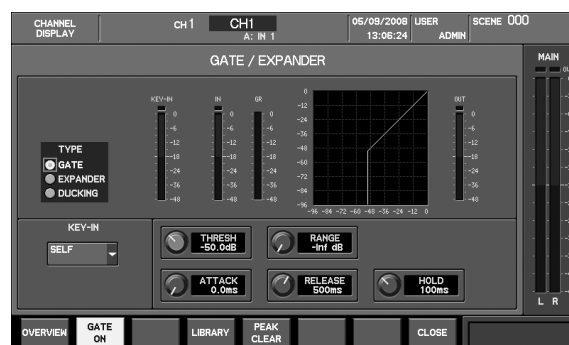 CHANNEL DISPLAY
CH1
CH1
A: IN 1
05/09/2008
13:06:24
USER
ADMIN
SCENE 000
GATE / EXPANDER
MAIN
TYPE
GATE
EXPANDER
DUCKING
KEY-IN
0
-6
-12
-18
-24
-36
-48
IN
0
-6
-12
-18
-24
-36
-48
GR
0
-6
-12
-18
-24
-36
-48
0
-12
-24
-36
-48
-60
-72
-84
-96
-96 -84 -72 -60 -48 -36 -24 -12 0
OUT
0
-6
-12
-18
-24
-36
-48
KEY-IN
SELF
THRESH
-50.0dB
RANGE
-Inf dB
ATTACK
0.0ms
RELEASE
500ms
HOLD
100ms
L R
OVERVIEW
GATE ON
LIBRARY
PEAK CLEAR
CLOSE